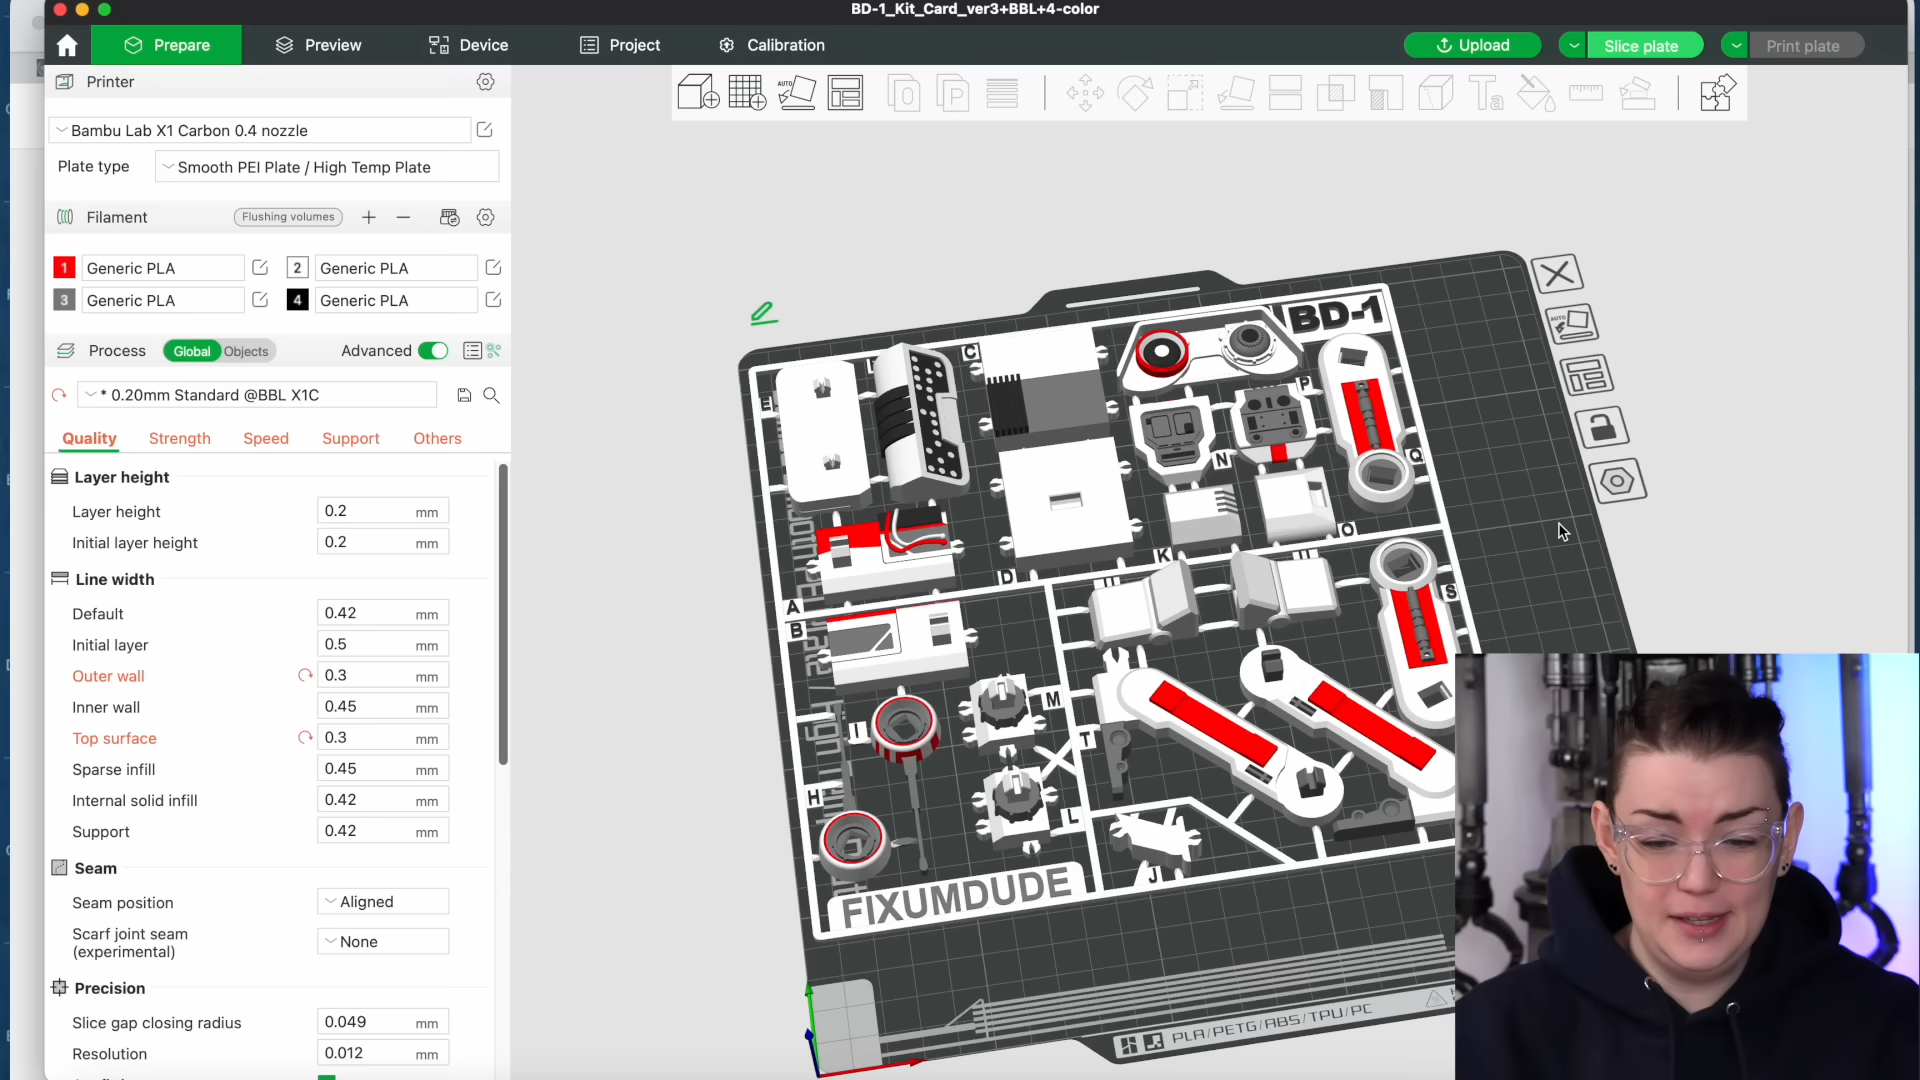 BD-1_Kit_Card_ver3+BBL+4-color
Prepare
Preview
Device
Project
Calibration
Upload
Slice plate
Print plate
Printer
Bambu Lab X1 Carbon 0.4 nozzle
Plate type
Smooth PEI Plate / High Temp Plate
Filament
Flushing volumes
1 Generic PLA
2 Generic PLA
3 Generic PLA
4 Generic PLA
Process
Global
Objects
Advanced
* 0.20mm Standard @BBL X1C
Quality
Strength
Speed
Support
Others
Layer height
Layer height 0.2 mm
Initial layer height 0.2 mm
Line width
Default 0.42 mm
Initial layer 0.5 mm
Outer wall 0.3 mm
Inner wall 0.45 mm
Top surface 0.3 mm
Sparse infill 0.45 mm
Internal solid infill 0.42 mm
Support 0.42 mm
Seam
Seam position Aligned
Scarf joint seam
(experimental)
None
Precision
Slice gap closing radius 0.049 mm
Resolution 0.012 mm
AUTO
O
P
Ta
AUTO
BD-1
C
E
P
N
Q
O
K
D
A
B
U
U
S
M
I
T
H
L
J
FIXUMDUDE
PLA/PETG/ABS/TPU/PC